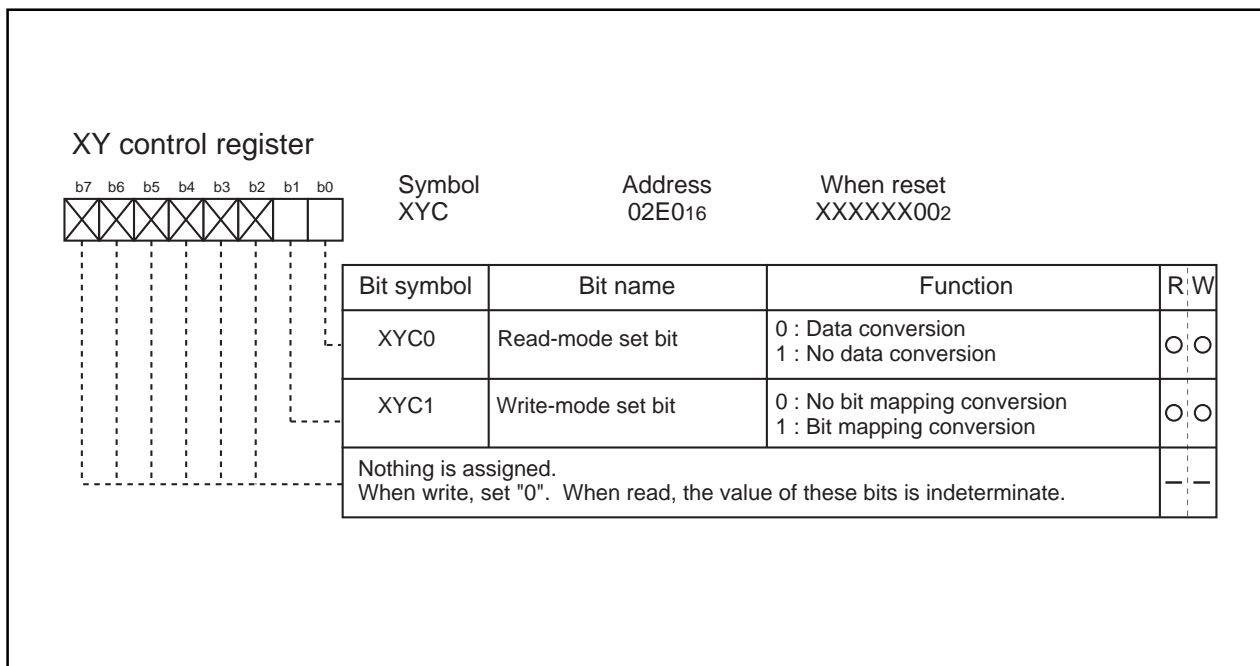 XY control register
b7 b6 b5 b4 b3 b2 b1 b0
Symbol Address When reset
XYC 02E016 XXXXXX002
Bit symbol Bit name Function R W
XYC0 Read-mode set bit 0 : Data conversion
1 : No data conversion
XYC1 Write-mode set bit 0 : No bit mapping conversion
1 : Bit mapping conversion
Nothing is assigned.
When write, set "0". When read, the value of these bits is indeterminate.